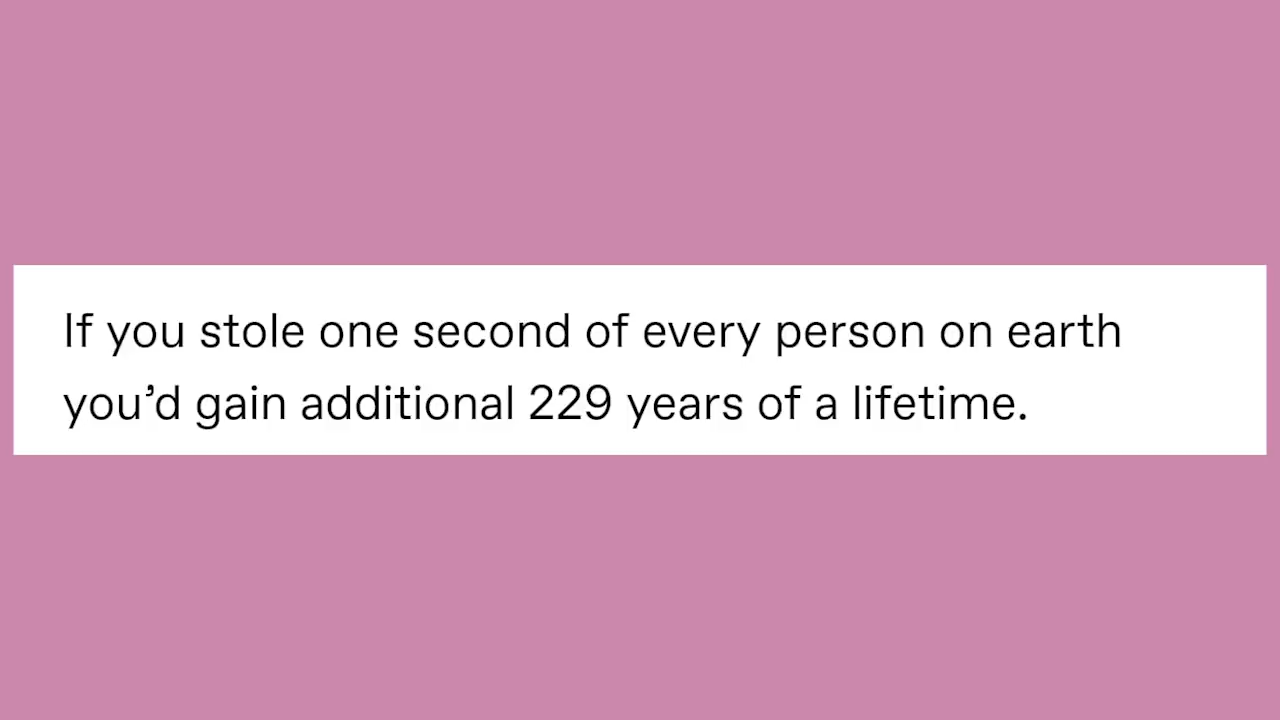 If you stole one second of every person on earth
you’d gain additional 229 years of a lifetime.